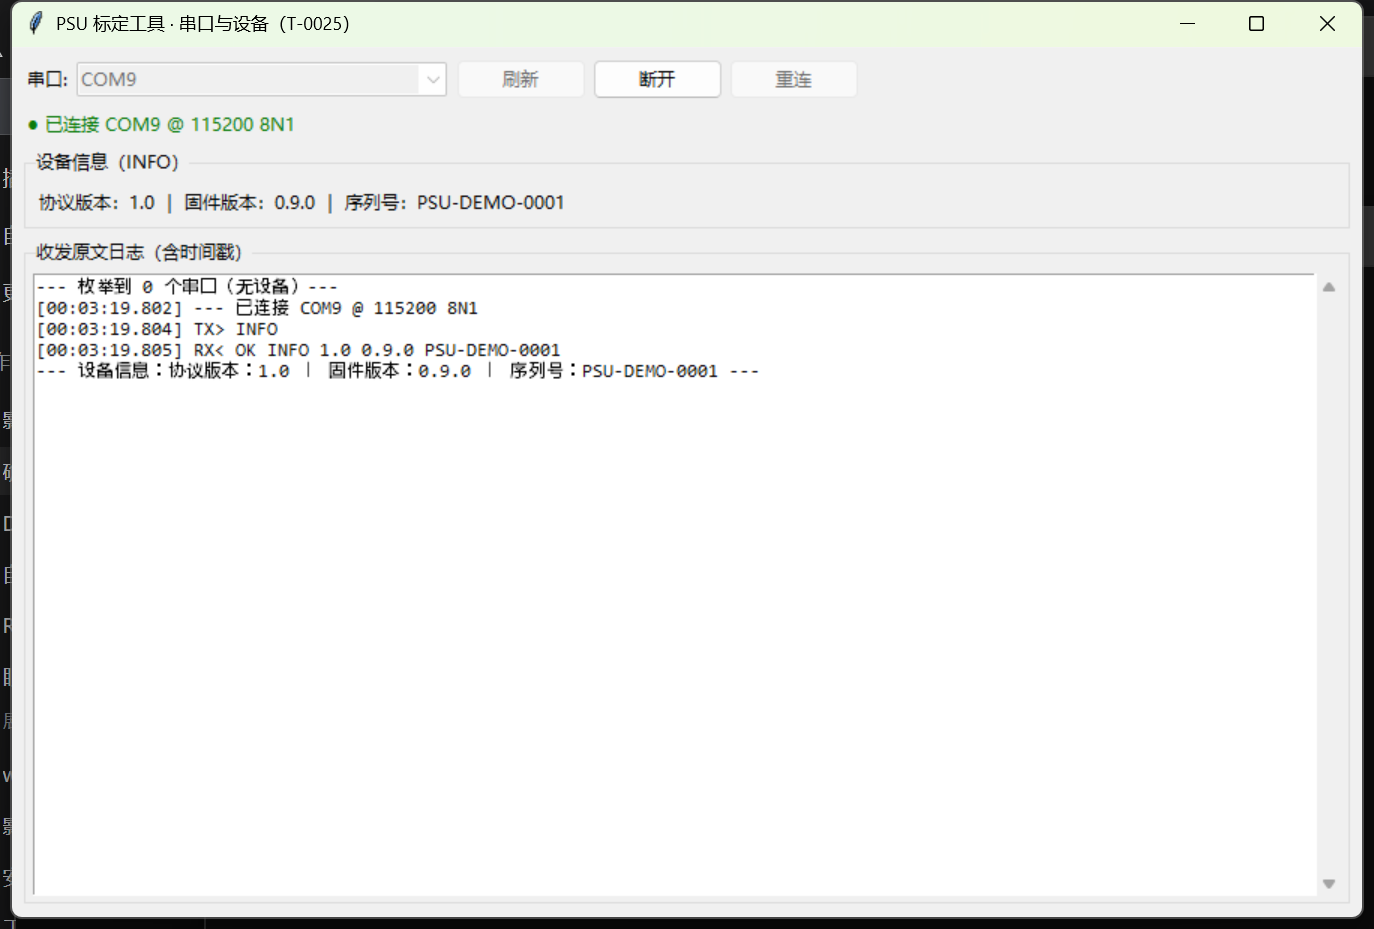 PSU 标定工具 · 串口与设备（T-0025）
串口: COM9 刷新 断开 重连
● 已连接 COM9 @ 115200 8N1
设备信息（INFO）
协议版本：1.0 | 固件版本：0.9.0 | 序列号：PSU-DEMO-0001
收发原文日志（含时间戳）
--- 枚举到 0 个串口（无设备）---
[00:03:19.802] --- 已连接 COM9 @ 115200 8N1
[00:03:19.804] TX> INFO
[00:03:19.805] RX< OK INFO 1.0 0.9.0 PSU-DEMO-0001
--- 设备信息：协议版本：1.0 | 固件版本：0.9.0 | 序列号：PSU-DEMO-0001 ---